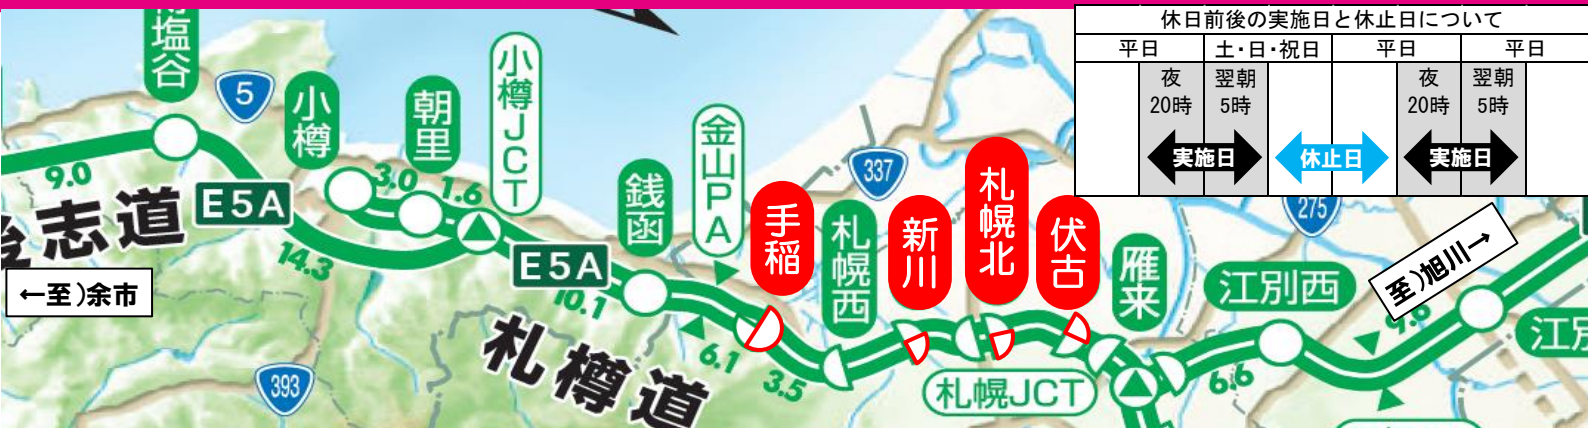 休日前後の実施日と休止日について
平日
土・日・祝日
平日
平日
夜
20時
翌朝
5時
夜
20時
翌朝
5時
実施日
休止日
実施日
塩谷
5
小樽
朝里
小樽JCT
銭函
金山PA
手稲
札幌西
新川
札幌北
伏古
雁来
江別西
337
275
393
9.0
3.0
1.6
14.3
10.1
6.1
3.5
6.6
E5A
E5A
志道
札樽道
札幌JCT
←至)余市
至)旭川→
江別